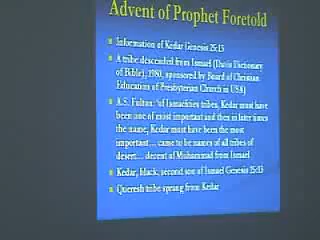 Advent of Prophet Foretold
Information of Kedar Genesis 25:13
A tribe descended from Ismael (Davis Dictionary
of Bible), 1980, sponsored by Board of Christian
Education of Presbyterian Church in USA)
A.S. Fulton: 'of Ismaelites tribes, Kedar must have
been one of most important and then in later times
the name, Kedar must have been the most
important... came to be names of all tribes of
desert... decent of Muhammad from Ismael
Kedar, black, second son of Ismael Genesis 25:13
Queresh tribe sprang from Kedar